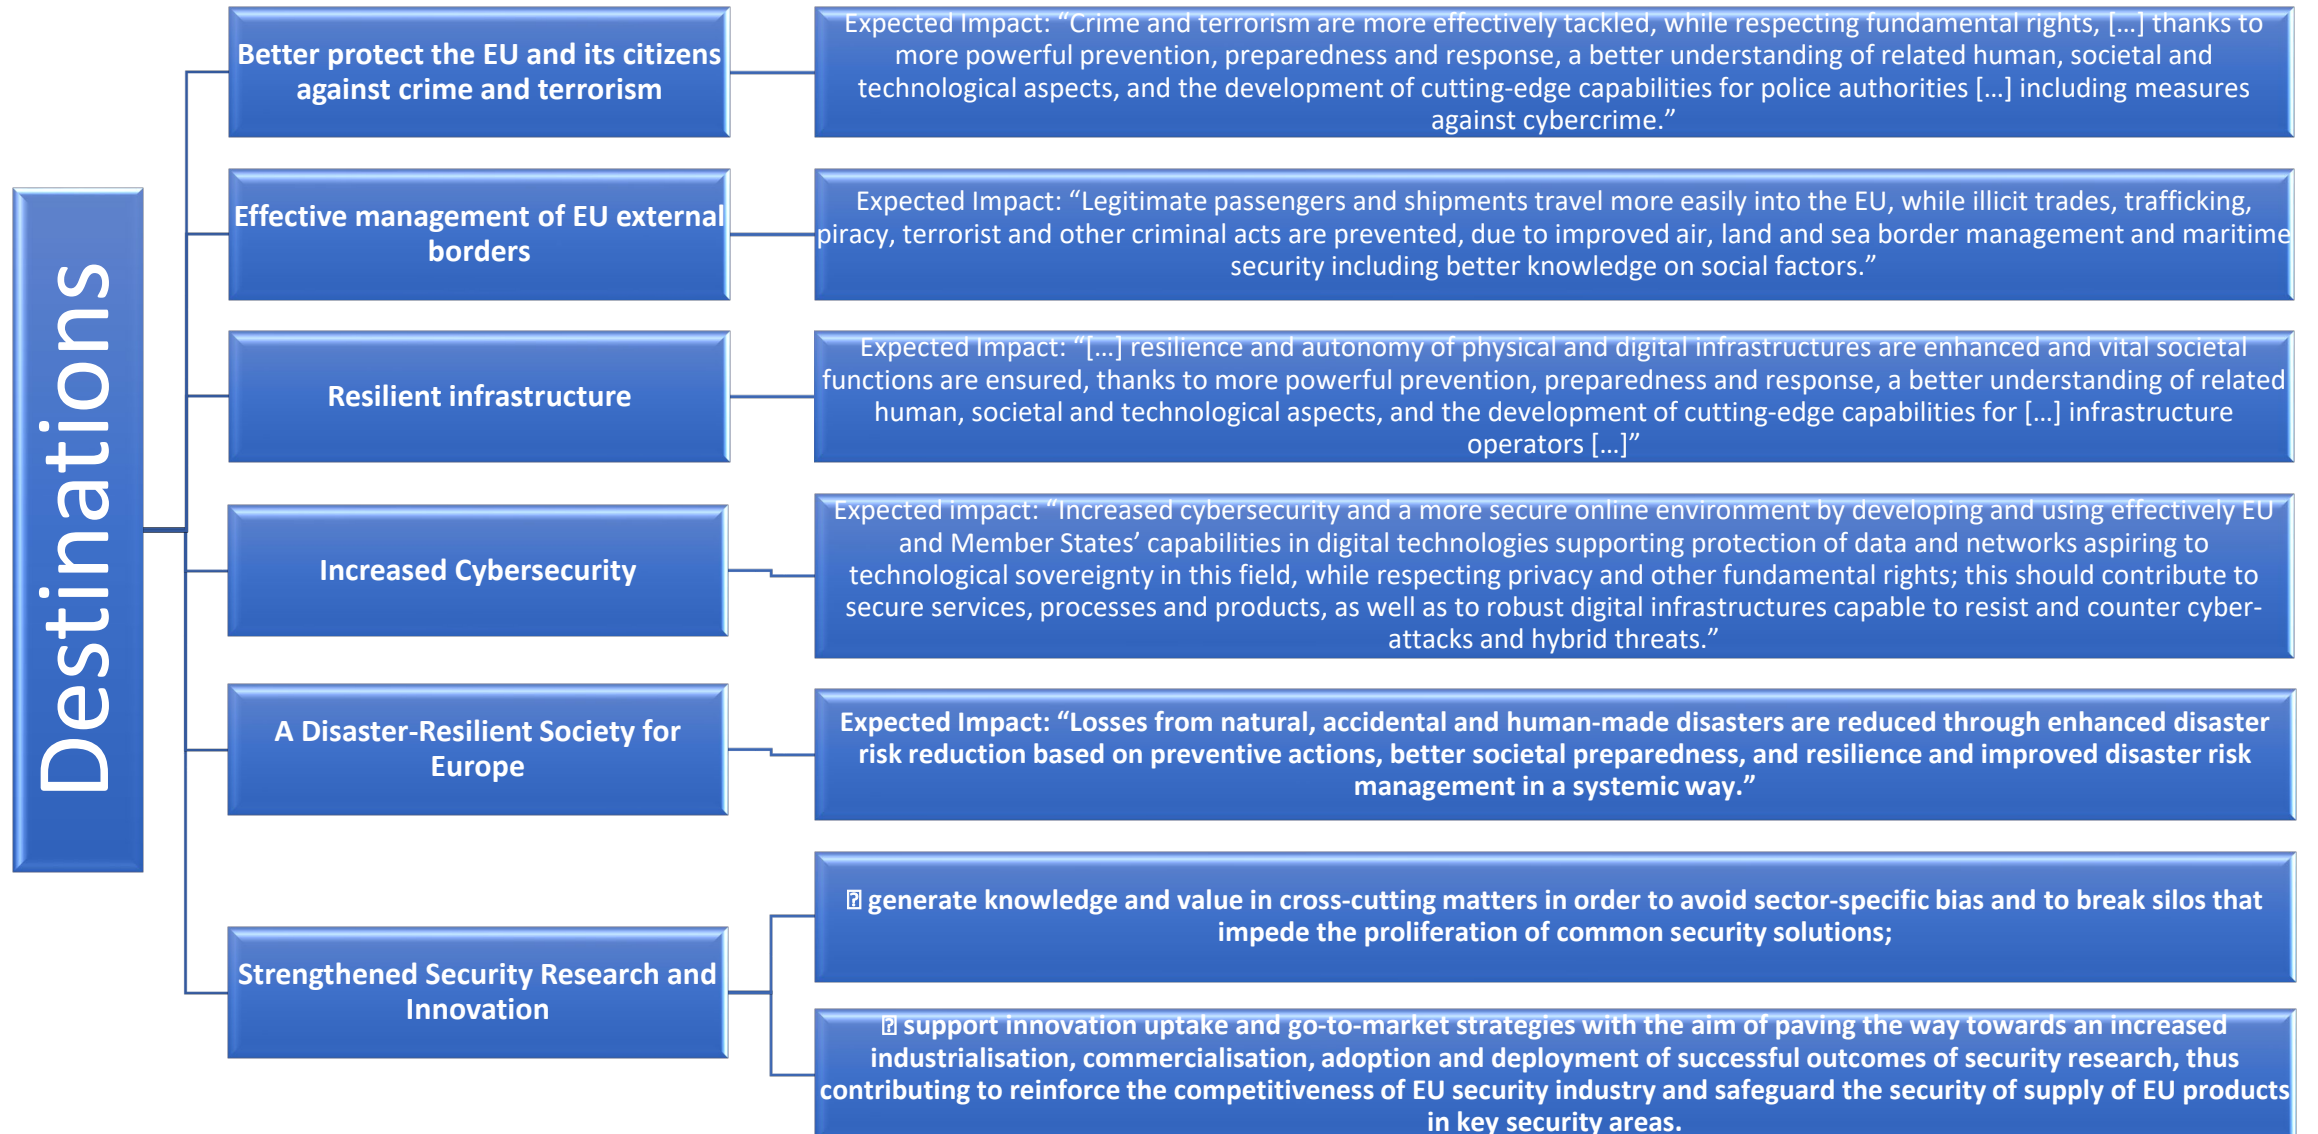 Destinations
Better protect the EU and its citizens
against crime and terrorism
Expected Impact: “Crime and terrorism are more effectively tackled, while respecting fundamental rights, […] thanks to
more powerful prevention, preparedness and response, a better understanding of related human, societal and
technological aspects, and the development of cutting-edge capabilities for police authorities […] including measures
against cybercrime.”
Effective management of EU external
borders
Expected Impact: “Legitimate passengers and shipments travel more easily into the EU, while illicit trades, trafficking,
piracy, terrorist and other criminal acts are prevented, due to improved air, land and sea border management and maritime
security including better knowledge on social factors.”
Resilient infrastructure
Expected Impact: “[…] resilience and autonomy of physical and digital infrastructures are enhanced and vital societal
functions are ensured, thanks to more powerful prevention, preparedness and response, a better understanding of related
human, societal and technological aspects, and the development of cutting-edge capabilities for […] infrastructure
operators […]”
Increased Cybersecurity
Expected impact: “Increased cybersecurity and a more secure online environment by developing and using effectively EU
and Member States’ capabilities in digital technologies supporting protection of data and networks aspiring to
technological sovereignty in this field, while respecting privacy and other fundamental rights; this should contribute to
secure services, processes and products, as well as to robust digital infrastructures capable to resist and counter cyber-
attacks and hybrid threats.”
A Disaster-Resilient Society for
Europe
Expected Impact: “Losses from natural, accidental and human-made disasters are reduced through enhanced disaster
risk reduction based on preventive actions, better societal preparedness, and resilience and improved disaster risk
management in a systemic way.”
Strengthened Security Research and
Innovation
generate knowledge and value in cross-cutting matters in order to avoid sector-specific bias and to break silos that
impede the proliferation of common security solutions;
support innovation uptake and go-to-market strategies with the aim of paving the way towards an increased
industrialisation, commercialisation, adoption and deployment of successful outcomes of security research, thus
contributing to reinforce the competitiveness of EU security industry and safeguard the security of supply of EU products
in key security areas.